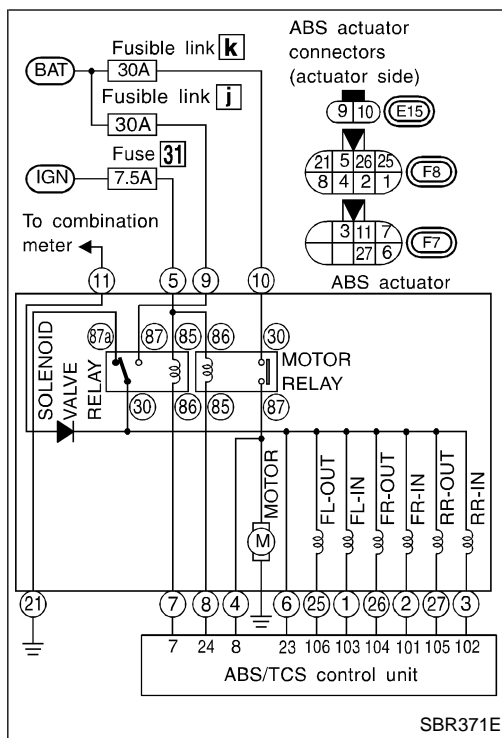 Fusible link k
BAT
30A
Fusible link j
30A
Fuse 31
IGN
7.5A
To combination
meter
ABS actuator
connectors
(actuator side)
9 10 E15
21 5 26 25
8 4 2 1
F8
3 11 7
27 6
F7
ABS actuator
11 5 9 10
87a 87 85 86 30
SOLENOID
VALVE
RELAY
MOTOR
RELAY
30 86 85 87
MOTOR
M
FL-OUT
FL-IN
FR-OUT
FR-IN
RR-OUT
RR-IN
21 7 8 4 6 25 1 26 2 27 3
7 24 8 23 106 103 104 101 105 102
ABS/TCS control unit
SBR371E